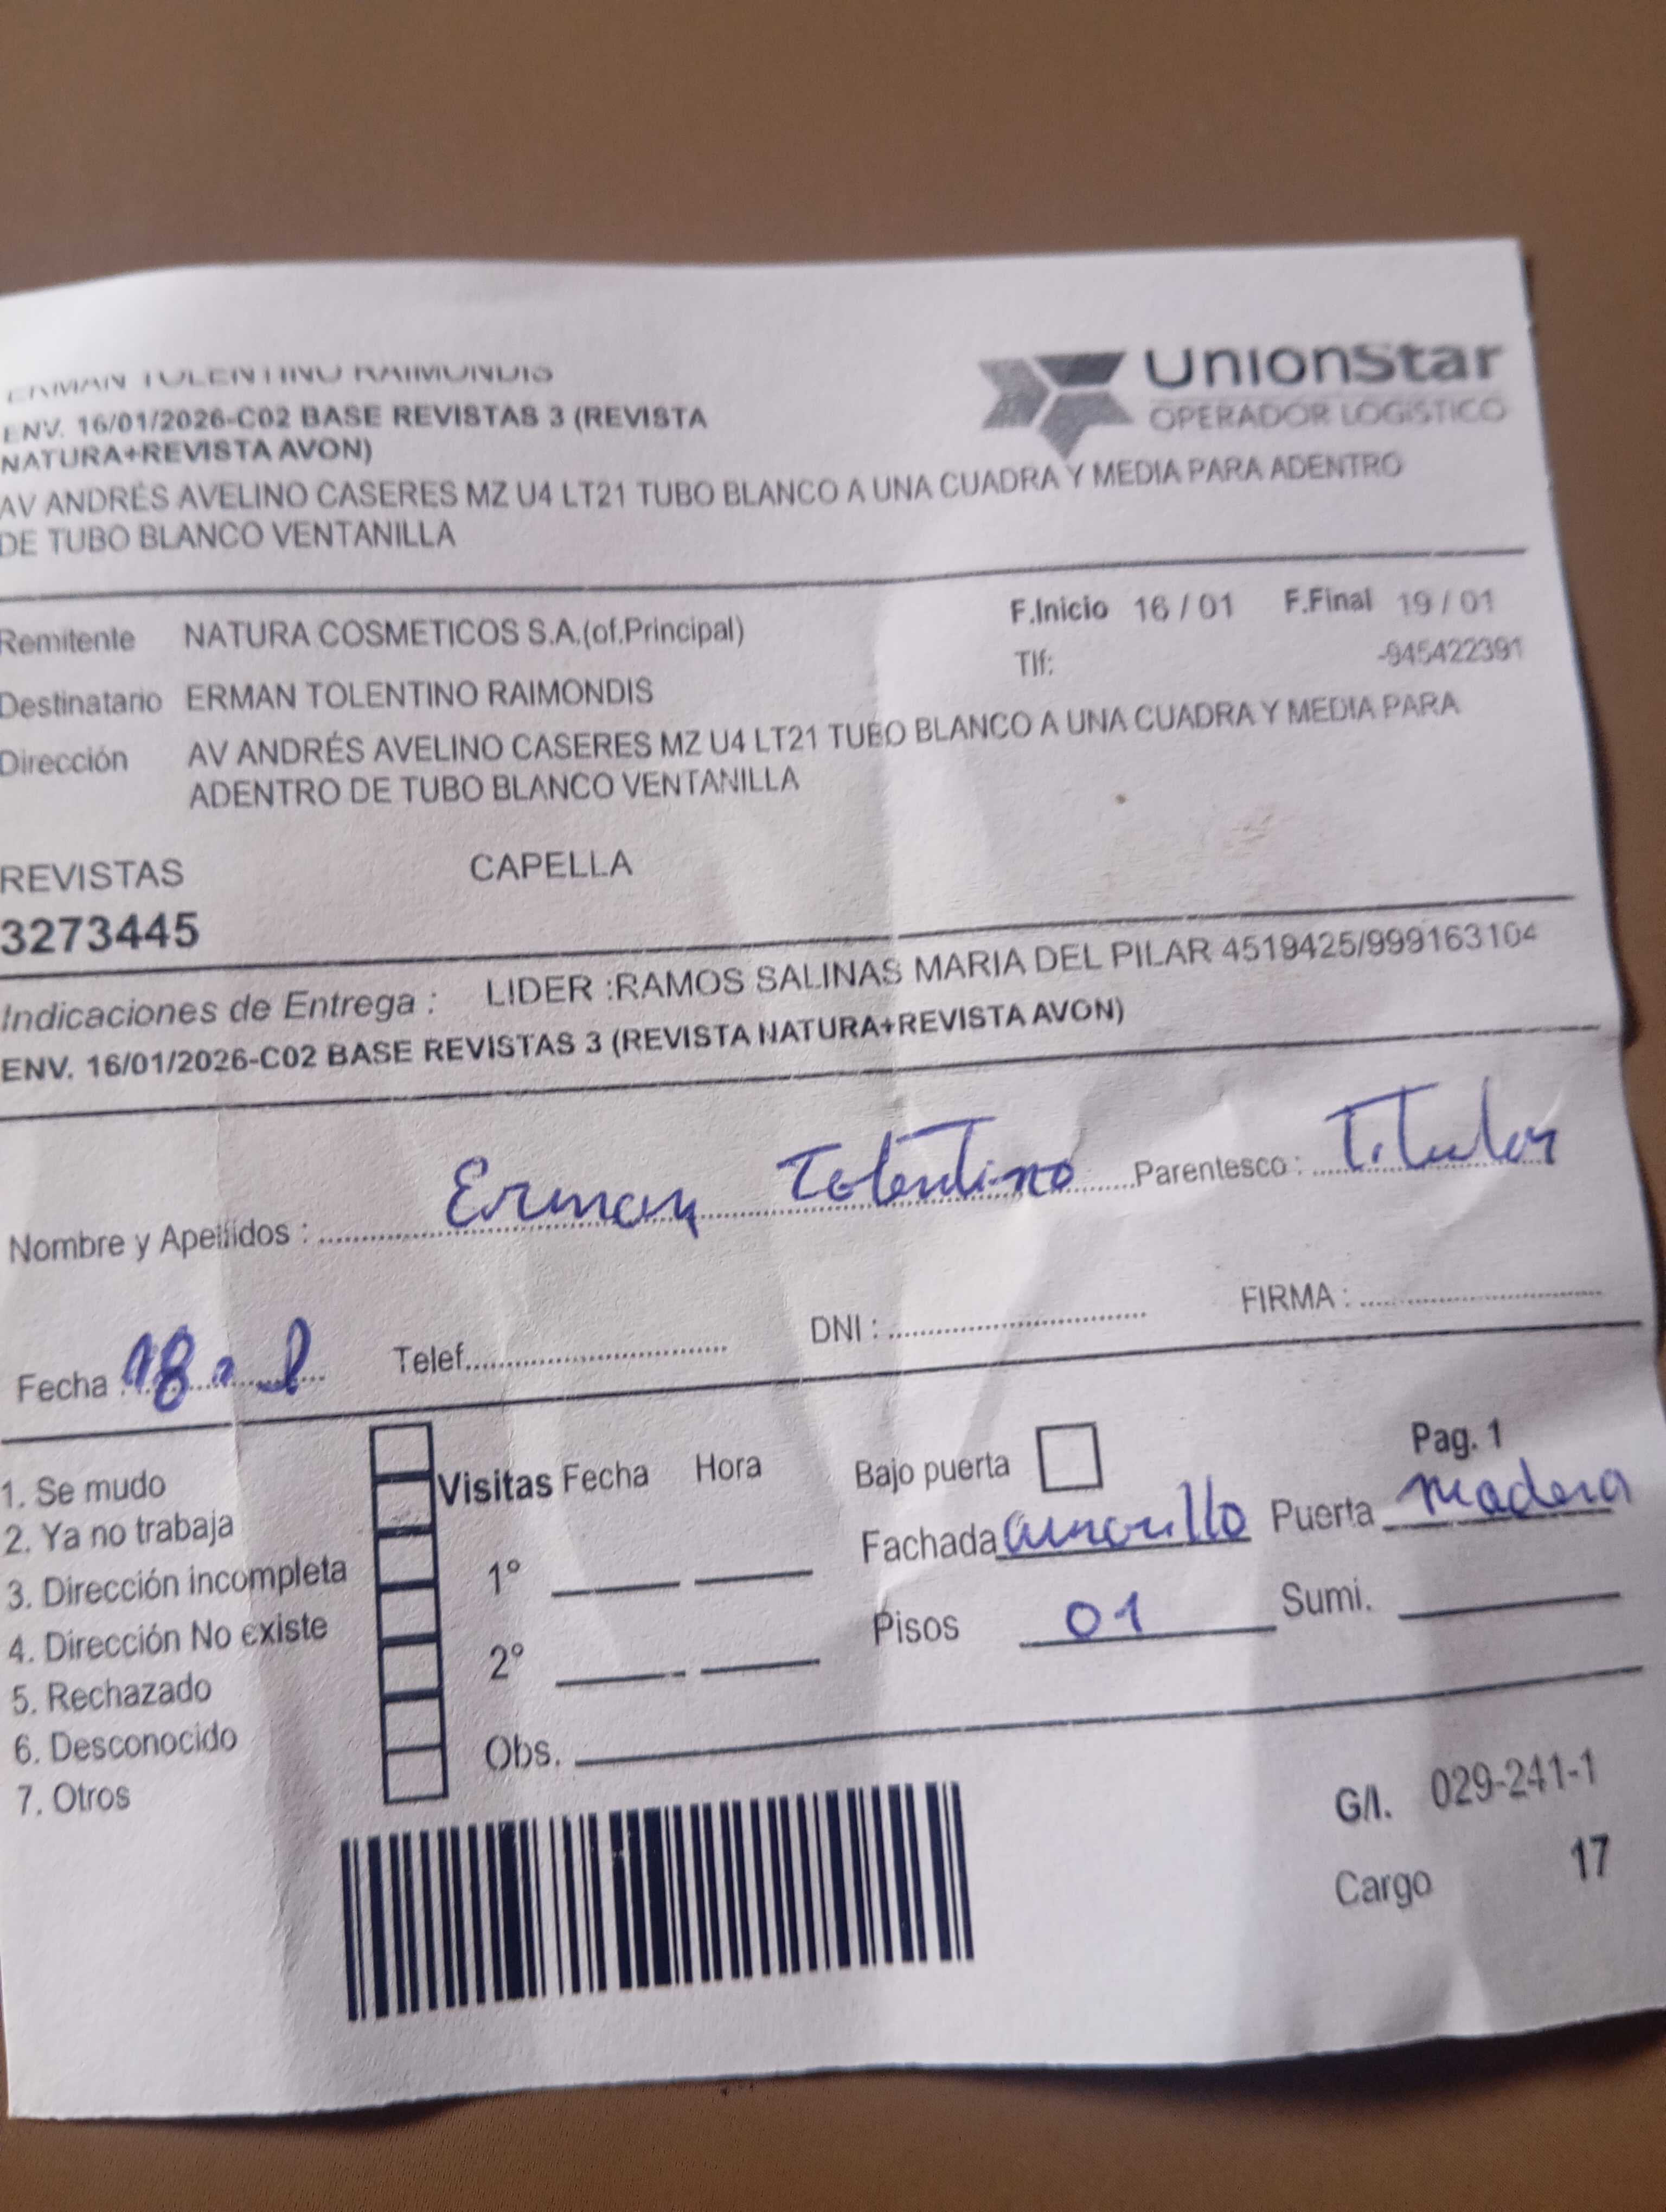 ERMAN TOLENTINO RAIMONDIS
UnionStar
OPERADOR LOGISTICO
ENV. 16/01/2026-C02 BASE REVISTAS 3 (REVISTA
NATURA+REVISTA AVON)
AV ANDRÉS AVELINO CASERES MZ U4 LT21 TUBO BLANCO A UNA CUADRA Y MEDIA PARA ADENTRO
DE TUBO BLANCO VENTANILLA
Remitente NATURA COSMETICOS S.A.(of.Principal) F.Inicio 16 / 01 F.Final 19 / 01
Tlf: -945422391
Destinatario ERMAN TOLENTINO RAIMONDIS
Dirección AV ANDRÉS AVELINO CASERES MZ U4 LT21 TUBO BLANCO A UNA CUADRA Y MEDIA PARA
ADENTRO DE TUBO BLANCO VENTANILLA
REVISTAS CAPELLA
3273445
Indicaciones de Entrega : LIDER :RAMOS SALINAS MARIA DEL PILAR 4519425/999163104
ENV. 16/01/2026-C02 BASE REVISTAS 3 (REVISTA NATURA+REVISTA AVON)
Nombre y Apellidos : Erman Tolentino Parentesco : Titular
Fecha : 18 Telef. DNI : FIRMA :
Pag. 1
1. Se mudo Visitas Fecha Hora Bajo puerta
2. Ya no trabaja Fachada amarillo Puerta madera
3. Dirección incompleta 1°
4. Dirección No existe Pisos 01 Sumi.
5. Rechazado 2°
6. Desconocido
7. Otros Obs.
G/I. 029-241-1
Cargo 17